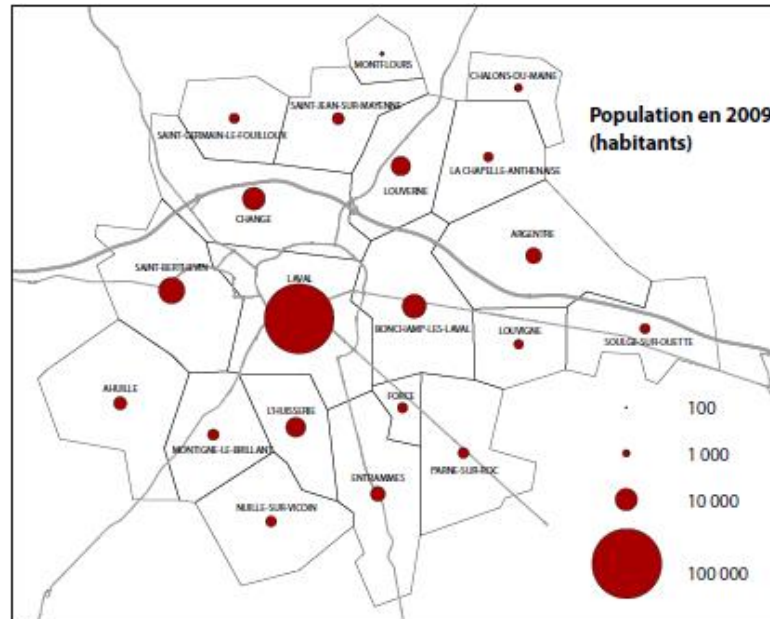 MONTFLOURS
CHALONS-DU-MAINE
SAINT-JEAN-SUR-MAYENNE
SAINT-GERMAIN-LE-FOUILLOUX
Population en 2009
(habitants)
LOUVERNE
LA CHAPELLE-ANTHENAISE
CHANGE
ARGENTRE
SAINT-BERTHEVIN
LAVAL
BONCHAMP-LES-LAVAL
LOUVIGNE
SOULGE-SUR-OUETTE
AHUILLE
FORCE
L'HUISSERIE
MONTIGNE-LE-BRILLANT
ENTRAMMES
PARNE-SUR-ROC
NUILLE-SUR-VICOIN
100
1 000
10 000
100 000